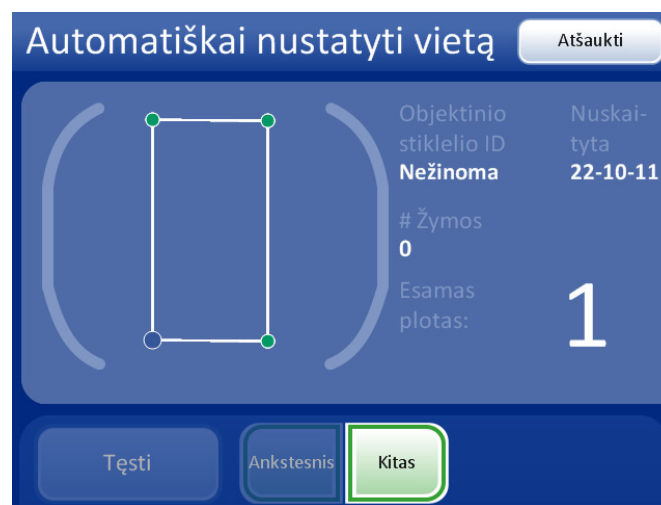 Automatiškai nustatyti vietą
Atšaukti
Objektinio
stiklelio ID
Nežinoma
Nuskai-
tyta
22-10-11
# Žymos
0
Esamas
plotas:
1
Tęsti
Ankstesnis
Kitas